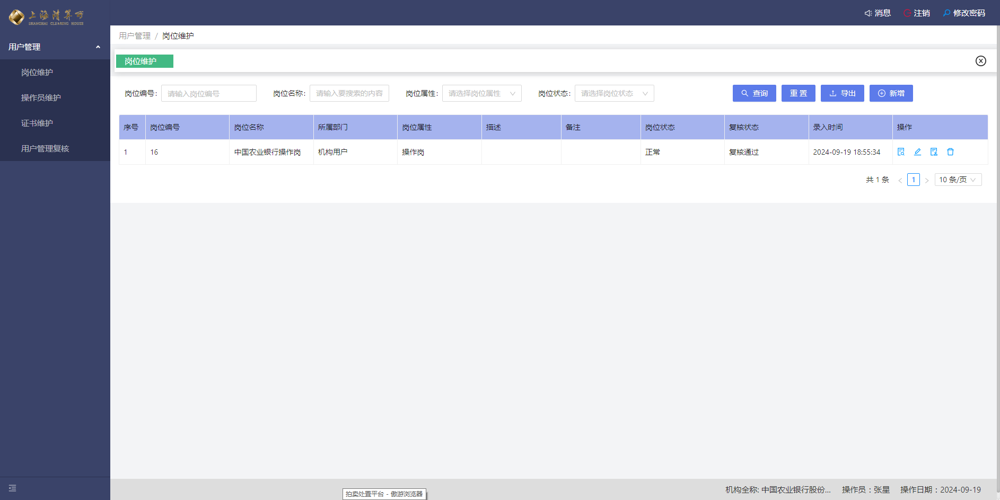 上海清算所
SHANGHAI CLEARING HOUSE
消息 注销 修改密码
用户管理
岗位维护
操作员维护
证书维护
用户管理复核
用户管理 / 岗位维护
岗位维护
岗位编号: 请输入岗位编号 岗位名称: 请输入要搜索的内容 岗位属性: 请选择岗位属性 岗位状态: 请选择岗位状态 查询 重置 导出 新增
序号 岗位编号 岗位名称 所属部门 岗位属性 描述 备注 岗位状态 复核状态 录入时间 操作
1 16 中国农业银行操作岗 机构用户 操作岗 正常 复核通过 2024-09-19 18:55:34
共 1 条 < 1 > 10 条/页
拍卖处置平台 - 傲游浏览器
机构全称: 中国农业银行股份... 操作员：张星 操作日期：2024-09-19